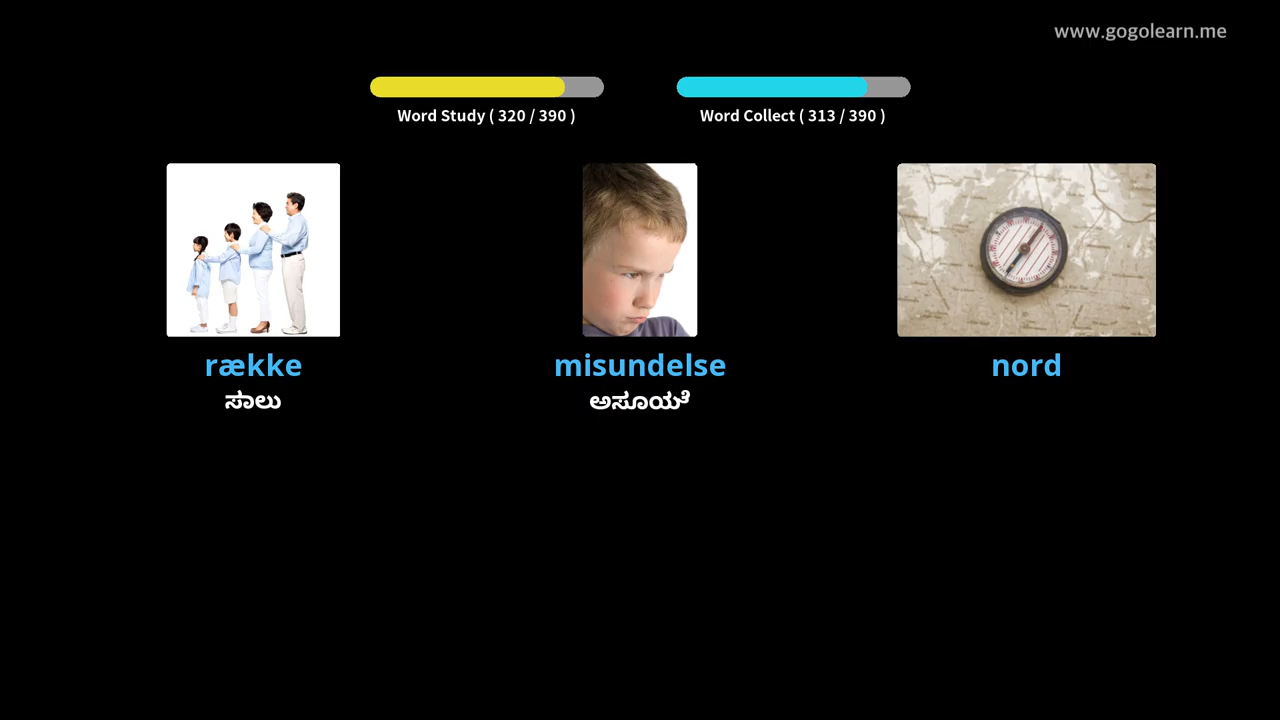 www.gogolearn.me
Word Study ( 320 / 390 )
Word Collect ( 313 / 390 )
række
misundelse
nord
ಸಾಲು
ಅಸೂಯೆ